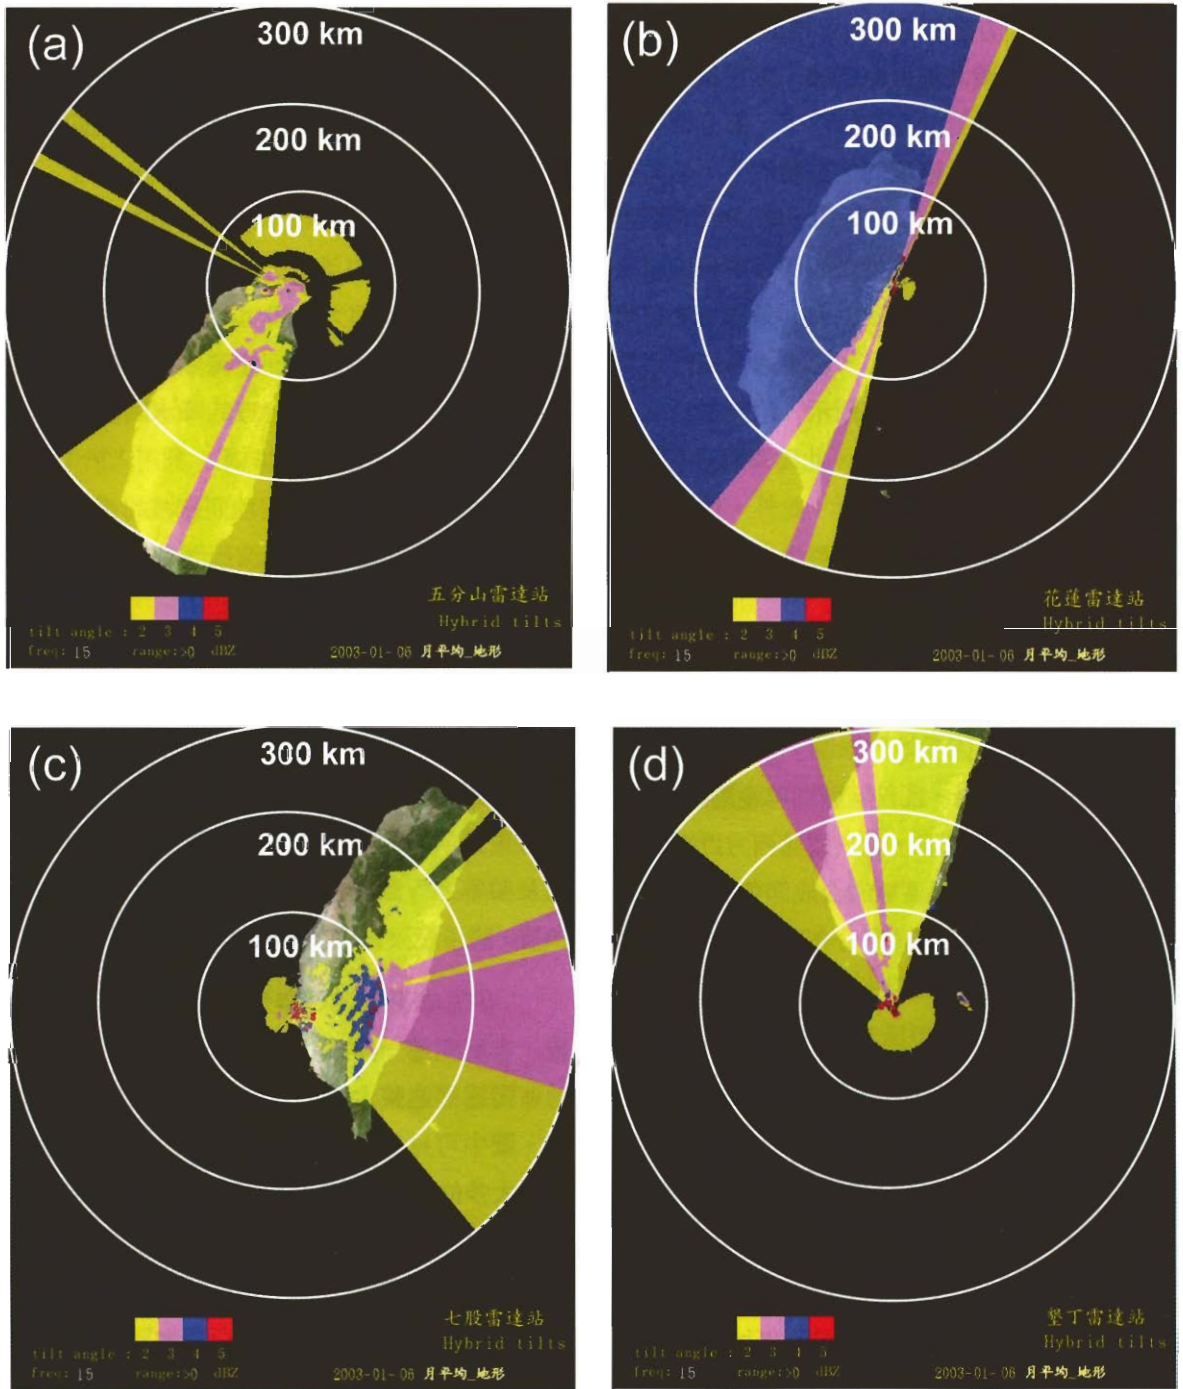 (a)
300 km
200 km
100 km
五分山雷達站
Hybrid tilts
tilt angle : 2 3 4 5
freq: 15 range:>0 dBZ
2003-01-06 月平均_地形
(b)
300 km
200 km
100 km
花蓮雷達站
Hybrid tilts
tilt angle : 2 3 4 5
freq: 15 range:>0 dBZ
2003-01-06 月平均_地形
(c)
300 km
200 km
100 km
七股雷達站
Hybrid tilts
tilt angle : 2 3 4 5
freq: 15 range:>0 dBZ
2003-01-06 月平均_地形
(d)
300 km
200 km
100 km
墾丁雷達站
Hybrid tilts
tilt angle : 2 3 4 5
freq: 15 range:>0 dBZ
2003-01-06 月平均_地形